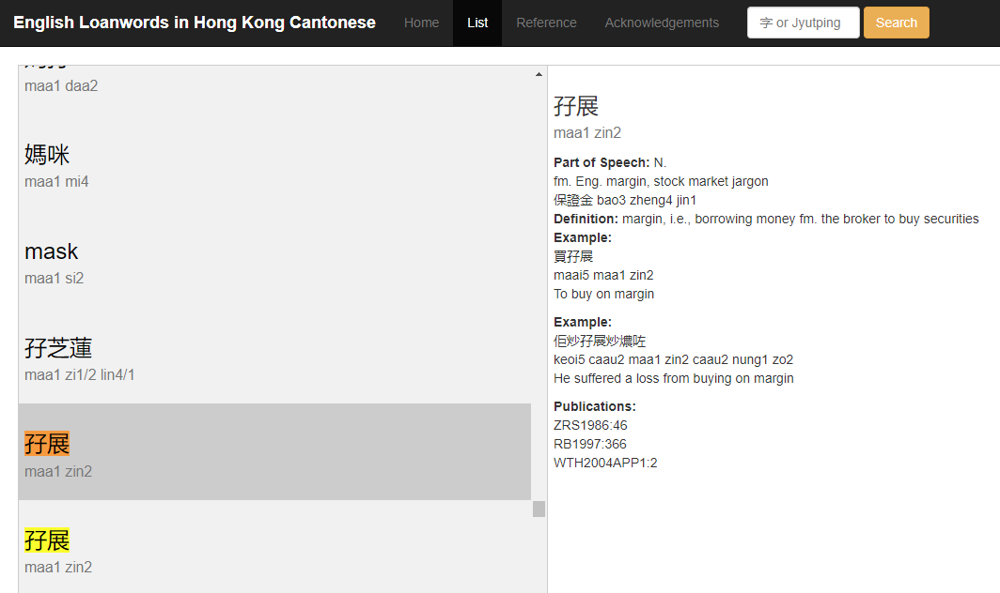 English Loanwords in Hong Kong Cantonese Home List Reference Acknowledgements 字 or Jyutping Search
maa1 daa2
媽咪
maa1 mi4
mask
maa1 si2
孖芝蓮
maa1 zi1/2 lin4/1
孖展
maa1 zin2
孖展
maa1 zin2
孖展
maa1 zin2
Part of Speech: N.
fm. Eng. margin, stock market jargon
保證金 bao3 zheng4 jin1
Definition: margin, i.e., borrowing money fm. the broker to buy securities
Example:
買孖展
maai5 maa1 zin2
To buy on margin
Example:
佢炒孖展炒燶咗
keoi5 caau2 maa1 zin2 caau2 nung1 zo2
He suffered a loss from buying on margin
Publications:
ZRS1986:46
RB1997:366
WTH2004APP1:2